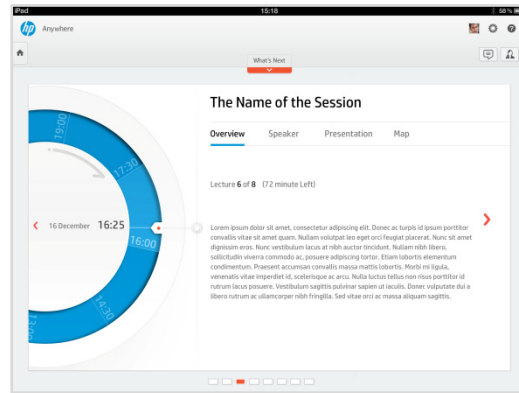 iPad 15:18 58 %
hp Anywhere
What's Next
The Name of the Session
Overview Speaker Presentation Map
Lecture 6 of 8 (72 minute Left)
19:00
17:30
16 December 16:25
16:00
14:30
13:00
Lorem ipsum dolor sit amet, consectetur adipiscing elit. Donec ac turpis id ipsum porttitor
convallis vitae sit amet quam. Nullam volutpat leo eget orci feugiat placerat. Nunc sit amet
dignissim eros. Nunc vestibulum lacus at nibh auctor tincidunt. Nullam nibh libero,
sollicitudin viverra commodo ac, posuere adipiscing tortor. Etiam lobortis elementum
condimentum. Praesent accumsan convallis massa mattis lobortis. Morbi mi ligula,
venenatis vitae imperdiet id, scelerisque ac arcu. Nulla luctus tellus non risus porttitor id
rutrum lacus posuere. Vestibulum sagittis pulvinar sapien ut iaculis. Donec vulputate dui a
libero rutrum ac ullamcorper nibh fringilla. Sed vitae orci ac massa aliquam sagittis.